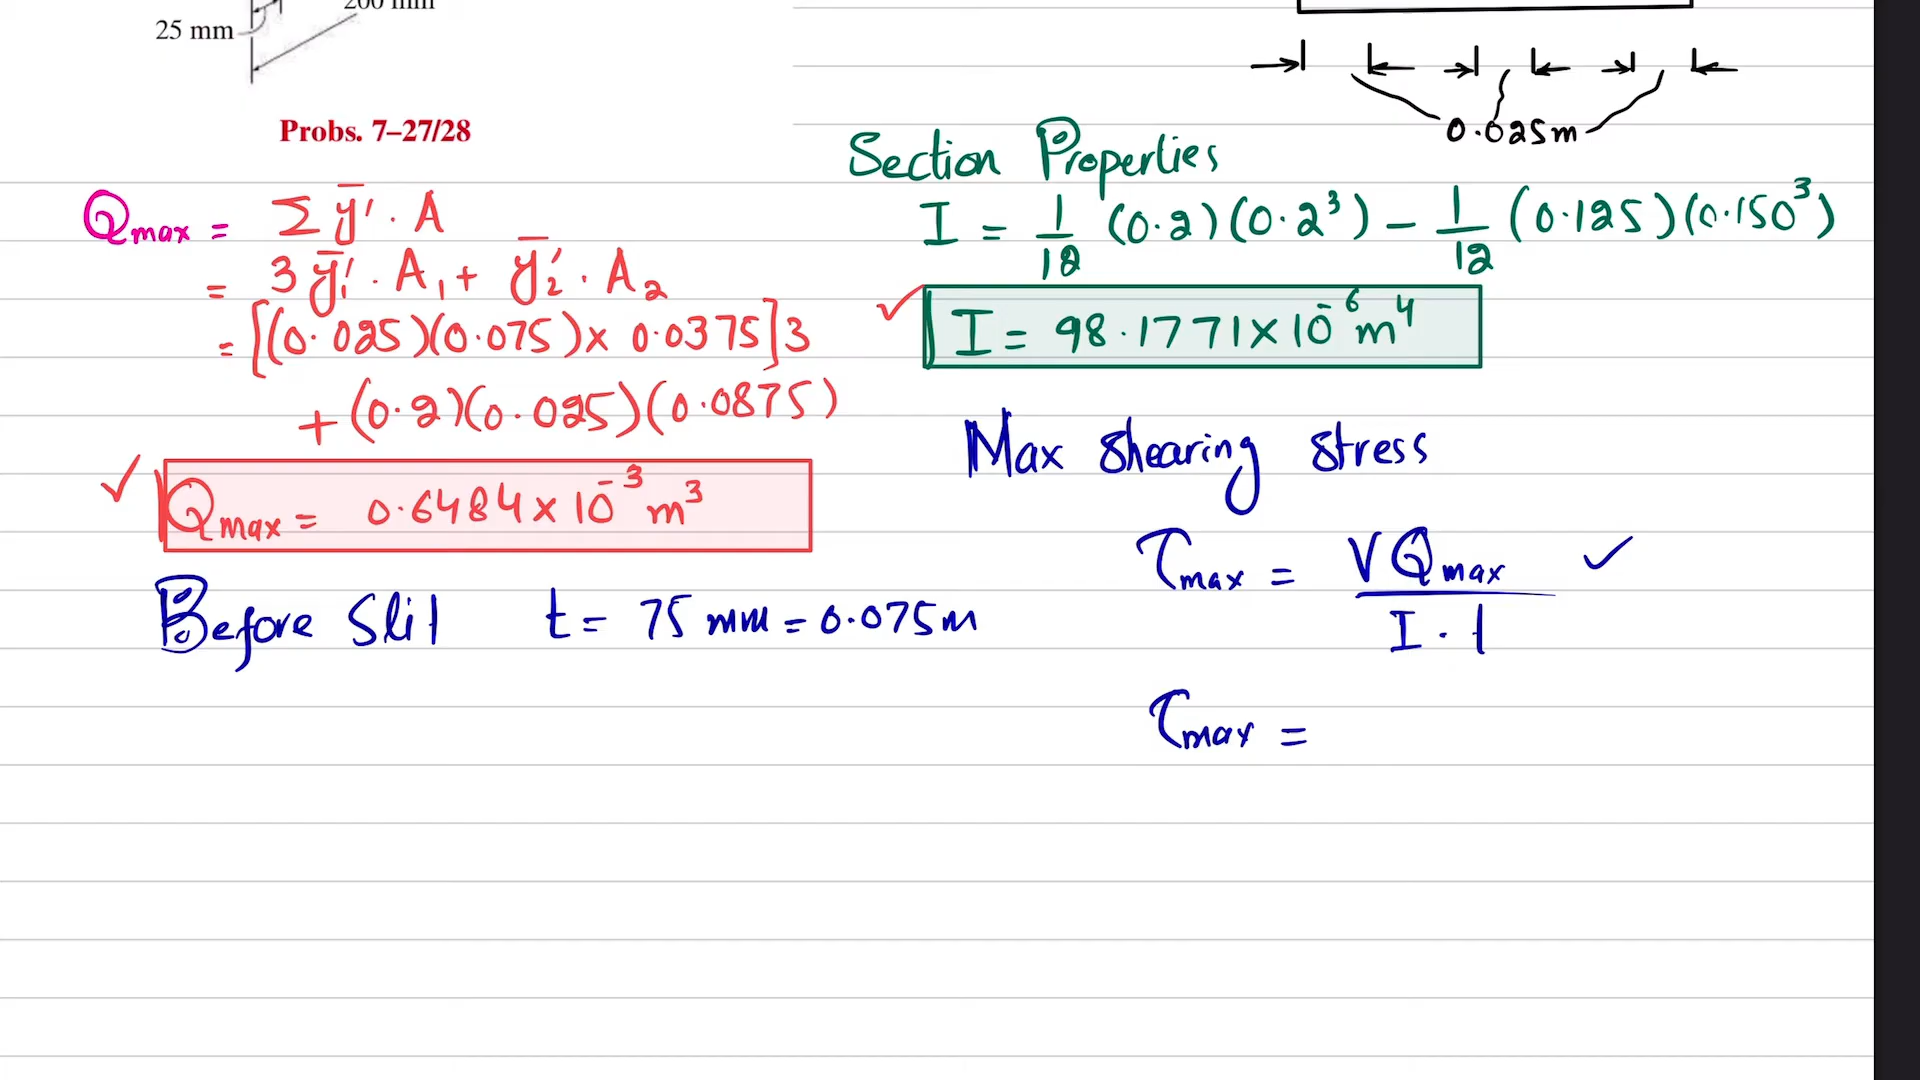 200 mm
25 mm
0.025m
Probs. 7–27/28
Section Properties
Qmax = Σ ȳ' . A
= 3 ȳ₁' . A₁ + ȳ₂' . A₂
= [(0.025)(0.075) × 0.0375]3
+ (0.2)(0.025)(0.0875)
✓ Qmax = 0.6484 × 10⁻³ m³
I = 1/12 (0.2)(0.2³) − 1/12 (0.125)(0.150³)
✓ I = 98.1771 × 10⁻⁶ m⁴
Max shearing stress
τmax = VQmax / I . t ✓
Before Slit t = 75 mm = 0.075m
τmax =